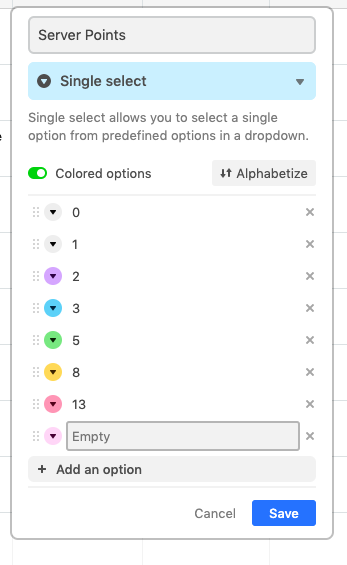 Server Points
Single select
Single select allows you to select a single
option from predefined options in a dropdown.
Colored options
Alphabetize
0
1
2
3
5
8
13
Empty
+ Add an option
Cancel
Save